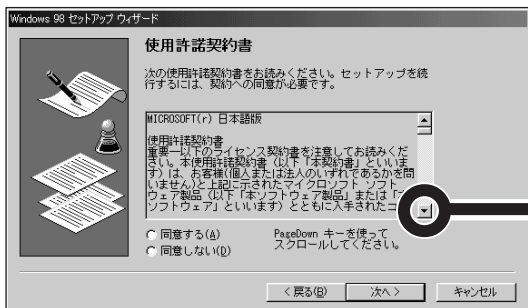 Windows 98 セットアップ ウィザード
使用許諾契約書
次の使用許諾契約書をお読みください。セットアップを続
行するには、契約への同意が必要です。
MICROSOFT(r) 日本語版
使用許諾契約書
重要－以下のライセンス契約書を注意してお読みくだ
さい。本使用許諾契約書（以下「本契約書」といいま
す）は、お客様(個人または法人のいずれであるかを問
いません)と上記に示されたマイクロソフト ソフト
ウェア製品（以下「本ソフトウェア製品」または「
ソフトウェア」といいます）とともに入手されたコ
同意する(A)
同意しない(D)
PageDown キーを使って
スクロールしてください。
< 戻る(B)
次へ >
キャンセル